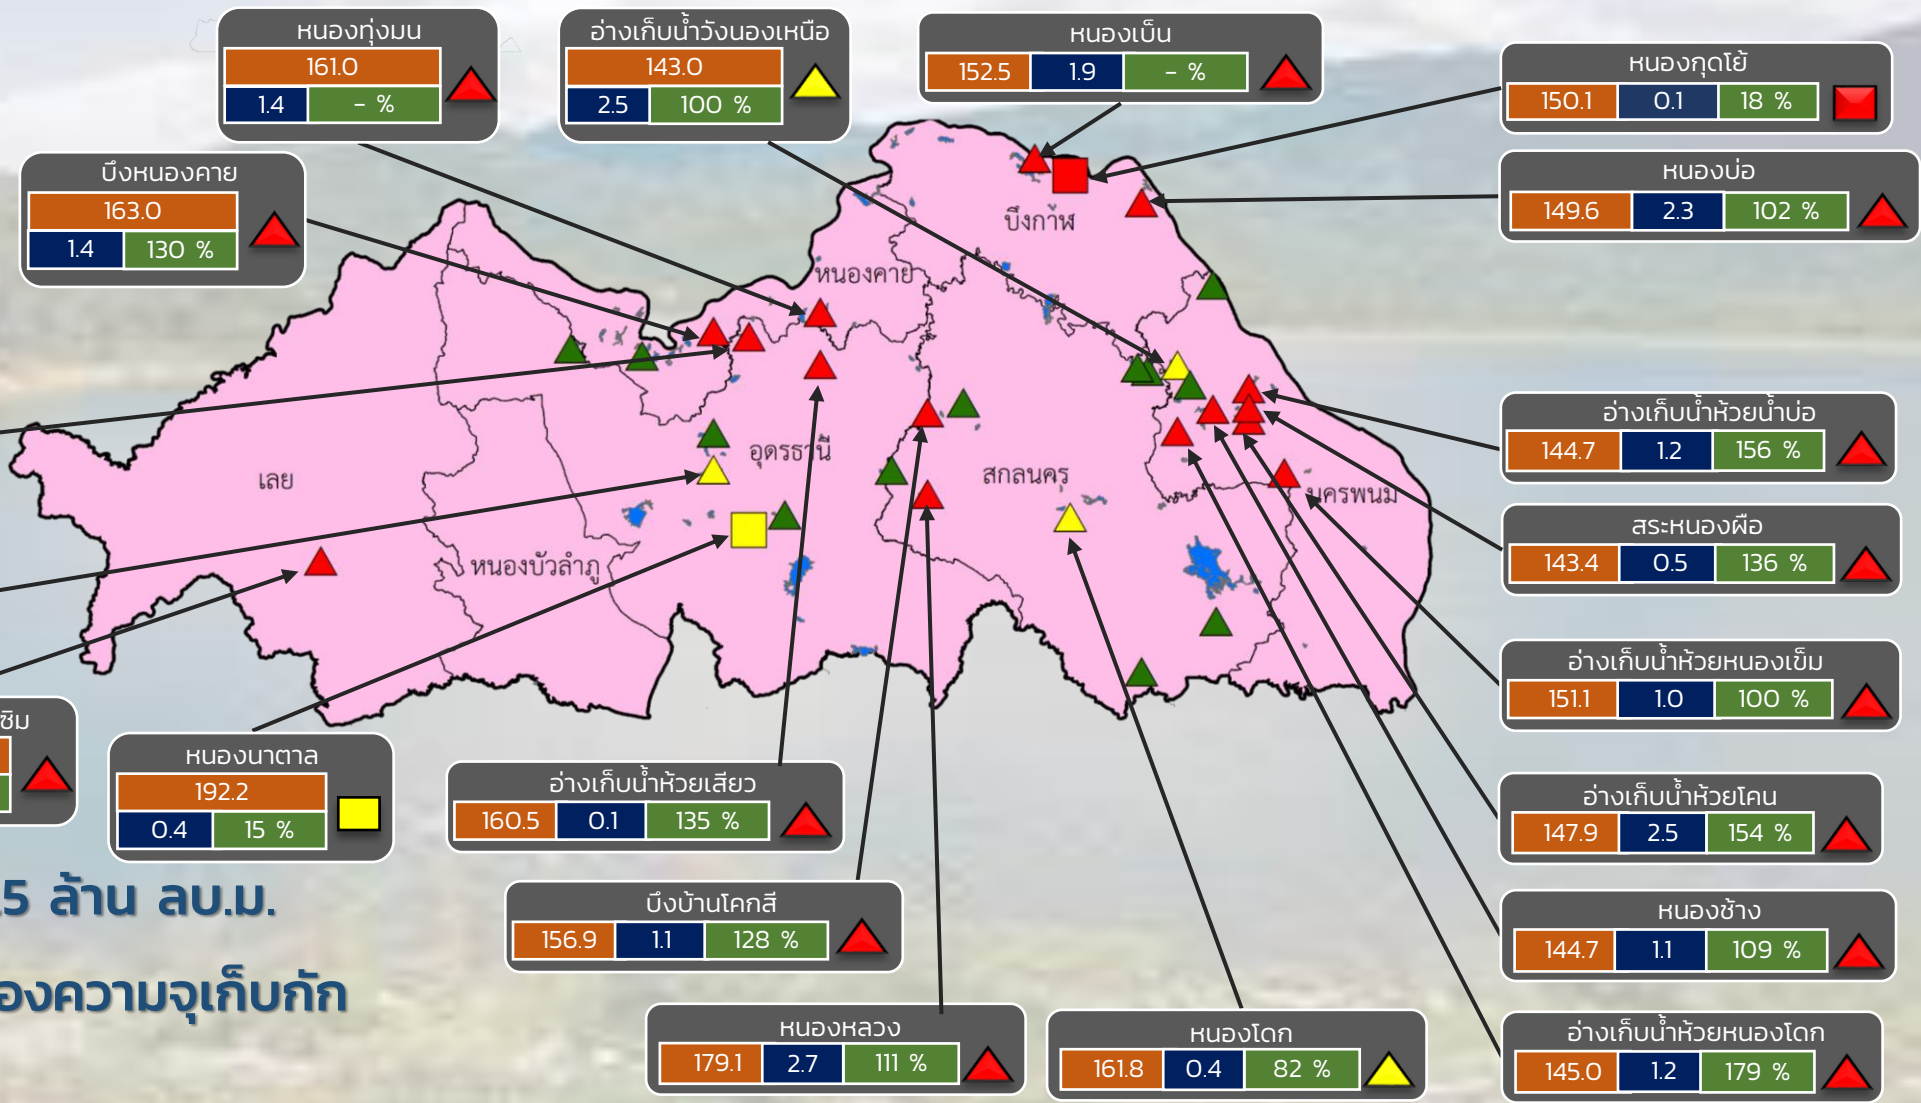 หนองทุ่งมน
161.0
1.4 - %
อ่างเก็บน้ำวังนองเหนือ
143.0
2.5 100 %
หนองเบ็น
152.5 1.9 - %
หนองกุดโย้
150.1 0.1 18 %
บึงหนองคาย
163.0
1.4 130 %
หนองบ่อ
149.6 2.3 102 %
บึงกาฬ
หนองคาย
เลย
อุดรธานี
สกลนคร
นครพนม
หนองบัวลำภู
อ่างเก็บน้ำห้วยน้ำบ่อ
144.7 1.2 156 %
สระหนองผือ
143.4 0.5 136 %
อ่างเก็บน้ำห้วยหนองเข็ม
151.1 1.0 100 %
ซิม
หนองนาตาล
192.2
0.4 15 %
อ่างเก็บน้ำห้วยเสียว
160.5 0.1 135 %
อ่างเก็บน้ำห้วยโคน
147.9 2.5 154 %
.5 ล้าน ลบ.ม.
บึงบ้านโคกสี
156.9 1.1 128 %
หนองช้าง
144.7 1.1 109 %
องความจุเก็บกัก
หนองหลวง
179.1 2.7 111 %
หนองโดก
161.8 0.4 82 %
อ่างเก็บน้ำห้วยหนองโดก
145.0 1.2 179 %